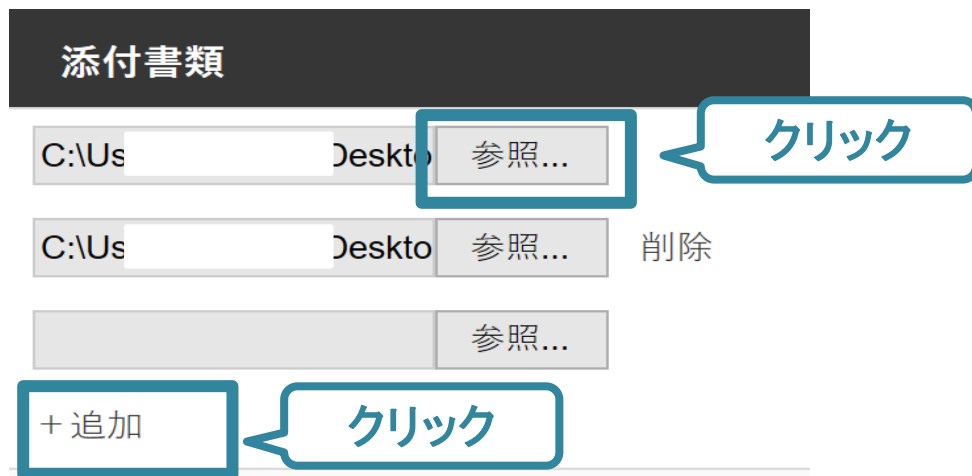 添付書類
C:\Us Deskto 参照... クリック
C:\Us Deskto 参照... 削除
参照...
+追加 クリック